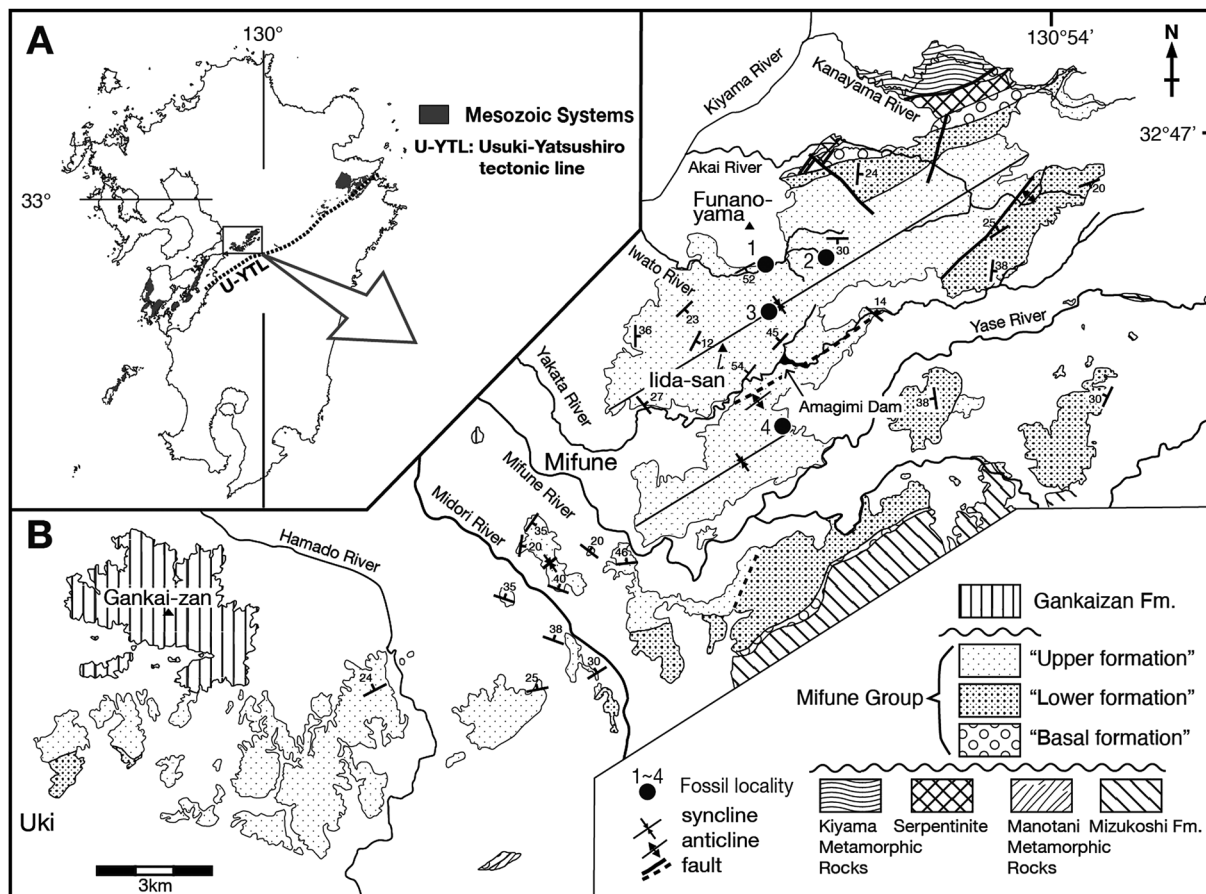 A
130°
Mesozoic Systems
U-YTL: Usuki-Yatsushiro
tectonic line
33°
U-YTL
130°54′
N
32°47′
Kiyama River
Kanayama River
Akai River
Funano-
yama
24
20
25
38
1
2
30
52
Iwato River
3
23
36
12
45
14
Yase River
54
Iida-san
Yakata River
27
Amagimi Dam
38
30
4
Mifune
Mifune River
Midori River
35
20
20
46
40
35
38
30
25
B
Hamado River
Gankai-zan
24
Uki
3km
Gankaizan Fm.
Mifune Group
“Upper formation”
“Lower formation”
“Basal formation”
1~4
Fossil locality
syncline
anticline
fault
Kiyama
Metamorphic
Rocks
Serpentinite
Manotani
Metamorphic
Rocks
Mizukoshi Fm.